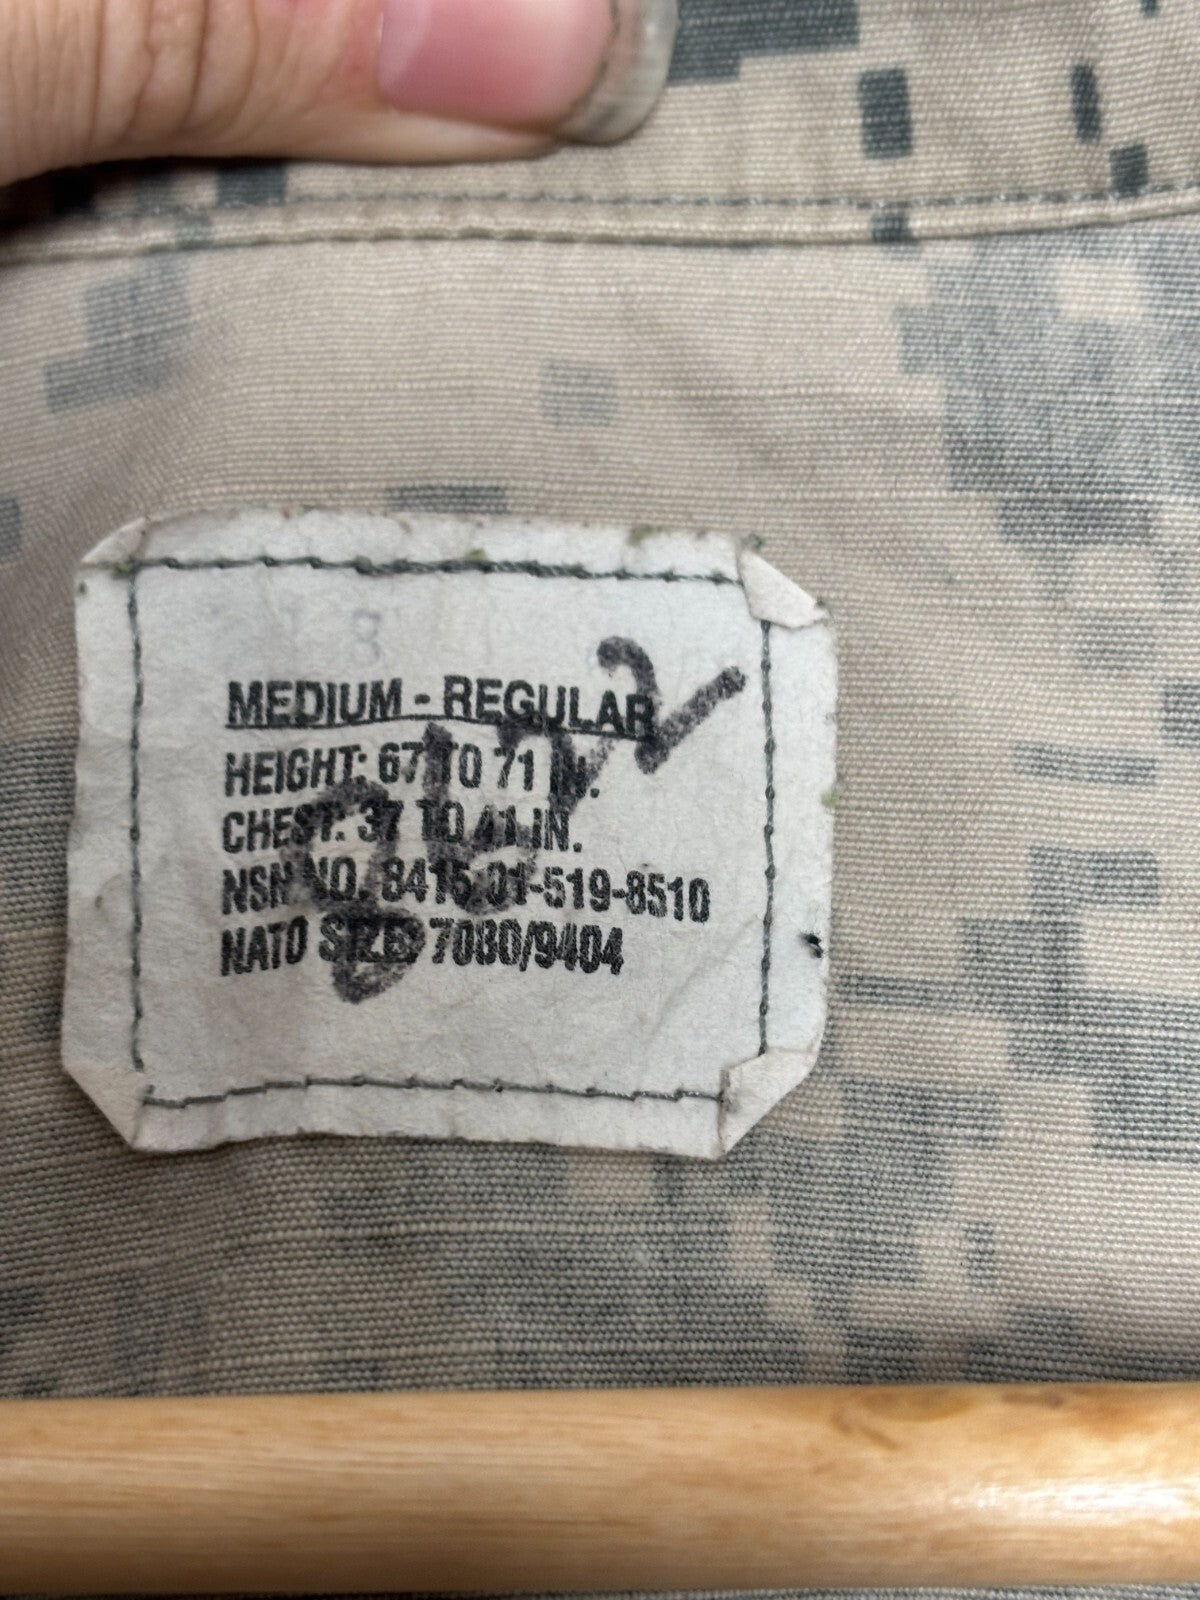 8
MEDIUM - REGULAR
HEIGHT: 67 TO 71 IN.
CHEST: 37 TO 41 IN.
NSN NO. 8415-01-519-8510
NATO SIZE: 7080/9404